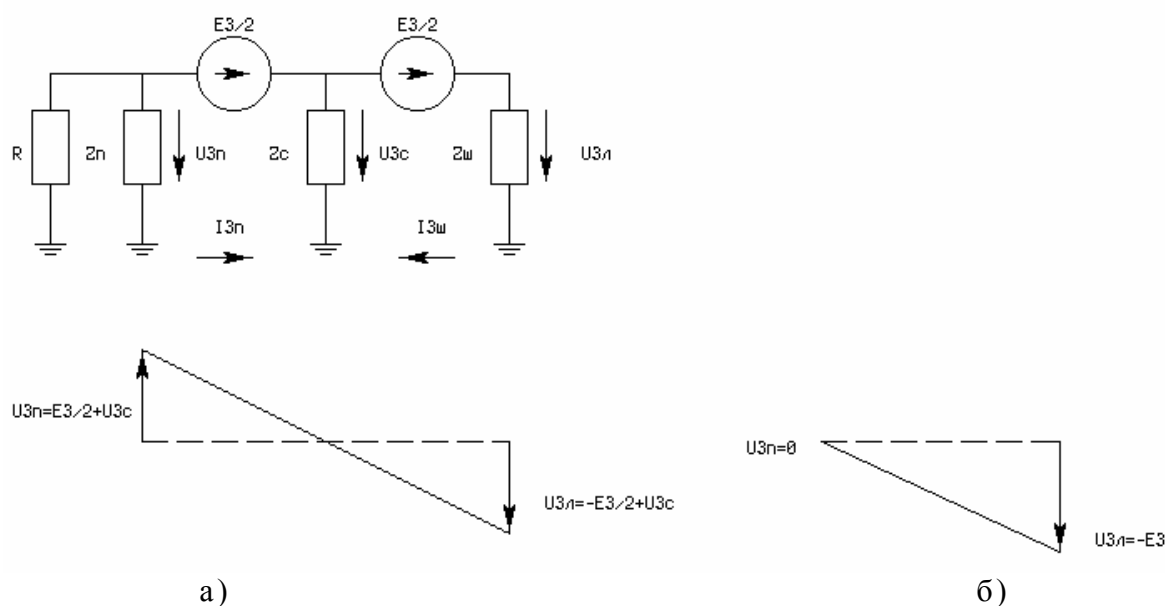 E3/2 E3/2
R Zп U3п Zс U3с Zш U3л
I3п I3ш
U3п=E3/2+U3с
U3п=0
U3л=-E3/2+U3с
U3л=-E3
а) б)